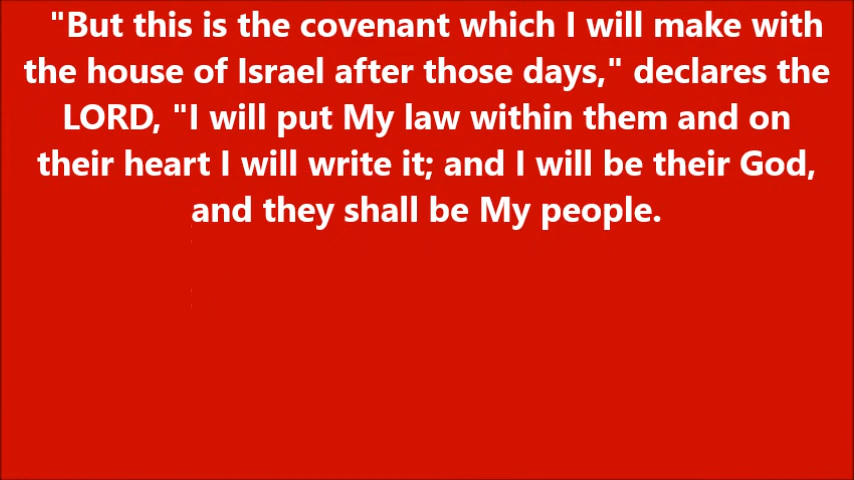 "But this is the covenant which I will make with
the house of Israel after those days," declares the
LORD, "I will put My law within them and on
their heart I will write it; and I will be their God,
and they shall be My people.